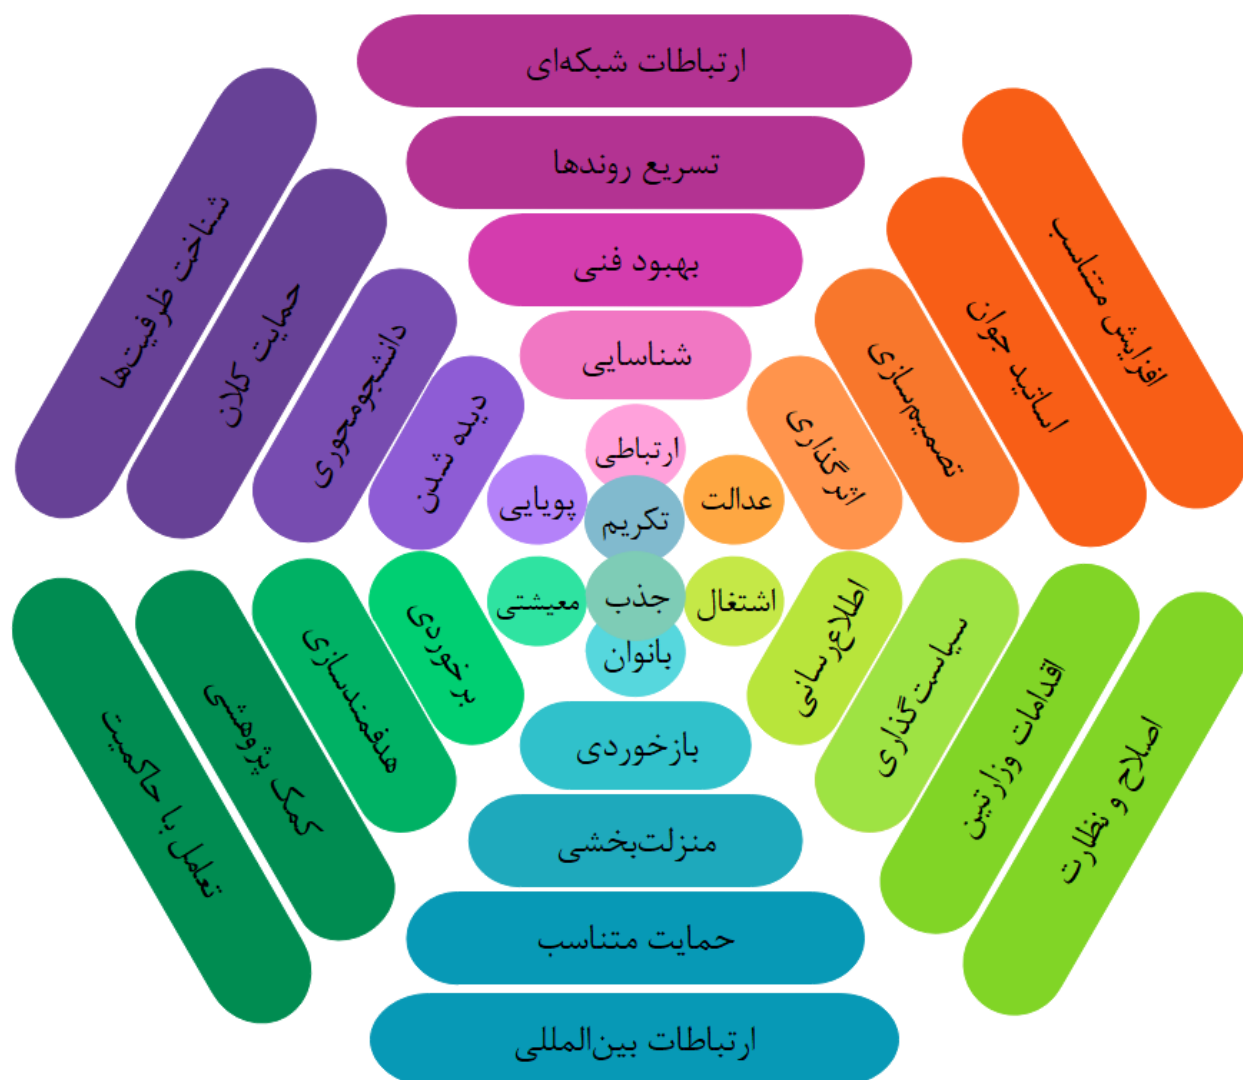 ارتباطات شبکه‌ای
تسریع روندها
بهبود فنی
شناسایی
ارتباطی
افزایش متناسب
اساتید جوان
تصمیم‌سازی
اثرگذاری
عدالت
شناخت ظرفیت‌ها
حمایت کلان
دانشجومحوری
دیده شدن
پویایی
تکریم
جذب
اشتغال
اطلاع‌رسانی
سیاست‌گذاری
اقدامات وزارتین
اصلاح و نظارت
معیشتی
برخوردی
هدفمندسازی
کمک پژوهشی
تعامل با حاکمیت
بانوان
بازخوردی
منزلت‌بخشی
حمایت متناسب
ارتباطات بین‌المللی